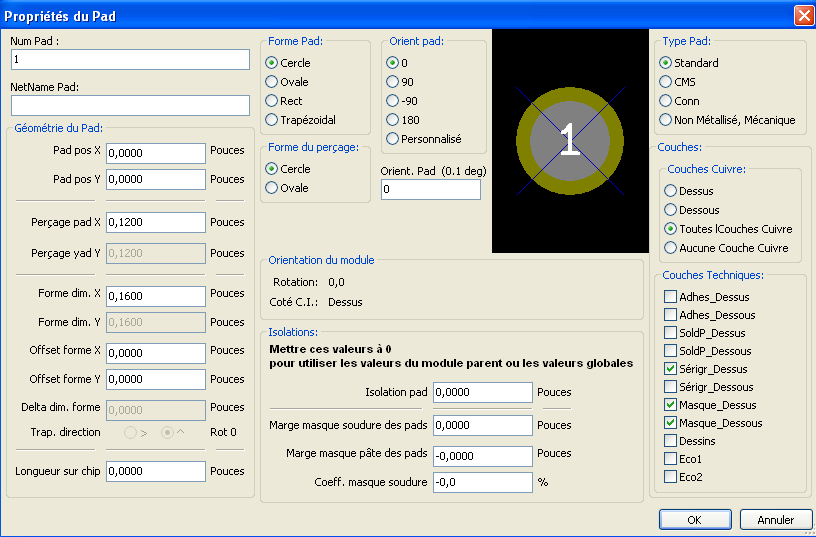 Propriétés du Pad
Num Pad :
1
NetName Pad:
Géométrie du Pad:
Pad pos X 0,0000 Pouces
Pad pos Y 0,0000 Pouces
Perçage pad X 0,1200 Pouces
Perçage yad Y 0,1200 Pouces
Forme dim. X 0,1600 Pouces
Forme dim. Y 0,1600 Pouces
Offset forme X 0,0000 Pouces
Offset forme Y 0,0000 Pouces
Delta dim. forme 0,0000 Pouces
Trap. direction > ^ Rot 0
Longueur sur chip 0,0000 Pouces
Forme Pad:
Cercle
Ovale
Rect
Trapézoidal
Forme du perçage:
Cercle
Ovale
Orient pad:
0
90
-90
180
Personnalisé
Orient. Pad (0.1 deg)
0
1
Orientation du module
Rotation: 0,0
Coté C.I.: Dessus
Isolations:
Mettre ces valeurs à 0
pour utiliser les valeurs du module parent ou les valeurs globales
Isolation pad 0,0000 Pouces
Marge masque soudure des pads 0,0000 Pouces
Marge masque pâte des pads -0,0000 Pouces
Coeff. masque soudure -0,0 %
Type Pad:
Standard
CMS
Conn
Non Métallisé, Mécanique
Couches:
Couches Cuivre:
Dessus
Dessous
Toutes lCouches Cuivre
Aucune Couche Cuivre
Couches Techniques:
Adhes_Dessus
Adhes_Dessous
SoldP_Dessus
SoldP_Dessous
Sérigr_Dessus
Sérigr_Dessous
Masque_Dessus
Masque_Dessous
Dessins
Eco1
Eco2
OK Annuler